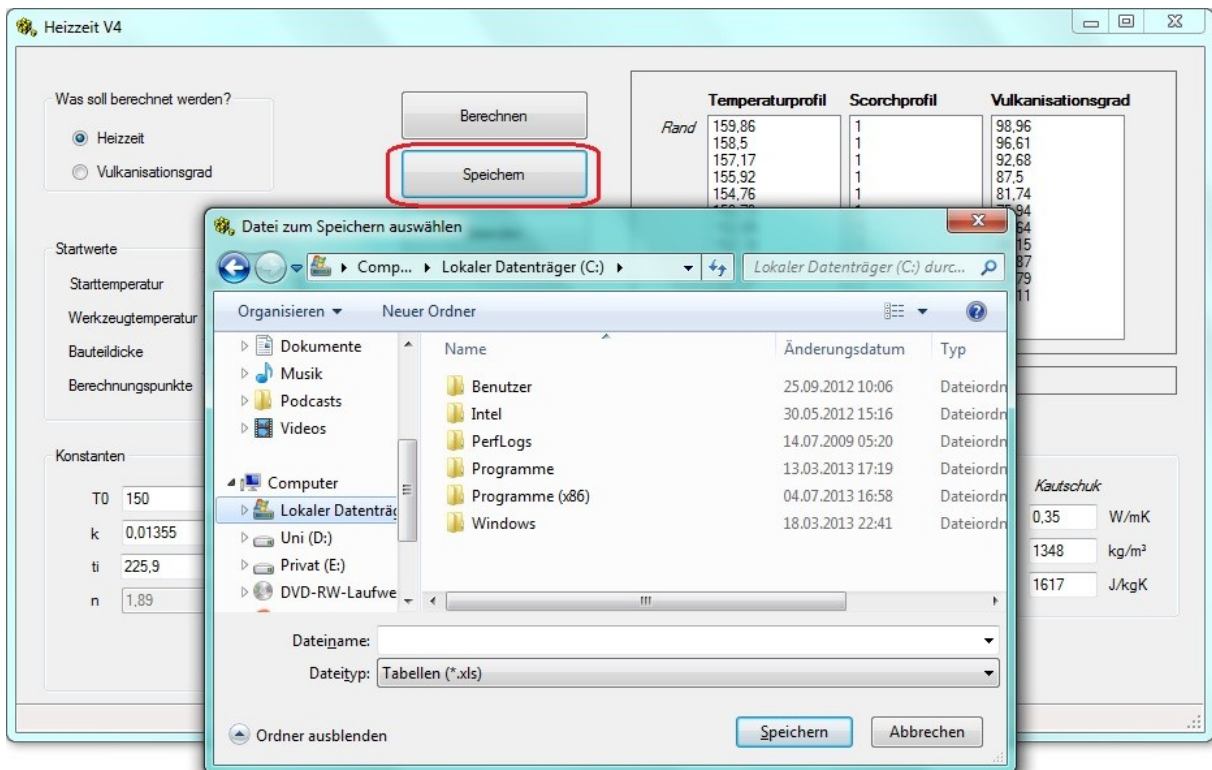 Heizzeit V4
Was soll berechnet werden?
Heizzeit
Vulkanisationsgrad
Berechnen
Speichern
Temperaturprofil Scorchprofil Vulkanisationsgrad
Rand 159,86 1 98,96
158,5 1 96,61
157,17 1 92,68
155,92 1 87,5
154,76 1 81,74
94
64
15
87
79
11
Startwerte
Starttemperatur
Werkzeugtemperatur
Bauteildicke
Berechnungspunkte
Konstanten
T0 150
k 0,01355
ti 225,9
n 1,89
Kautschuk
0,35 W/mK
1348 kg/m³
1617 J/kgK
Datei zum Speichern auswählen
Comp... Lokaler Datenträger (C:)
Lokaler Datenträger (C:) durc...
Organisieren Neuer Ordner
Dokumente
Musik
Podcasts
Videos
Computer
Lokaler Datenträg
Uni (D:)
Privat (E:)
DVD-RW-Laufwe
Name Änderungsdatum Typ
Benutzer 25.09.2012 10:06 Dateiordn
Intel 30.05.2012 15:16 Dateiordn
PerfLogs 14.07.2009 05:20 Dateiordn
Programme 13.03.2013 17:19 Dateiordn
Programme (x86) 04.07.2013 16:58 Dateiordn
Windows 18.03.2013 22:41 Dateiordn
Dateiname:
Dateityp: Tabellen (*.xls)
Ordner ausblenden
Speichern Abbrechen